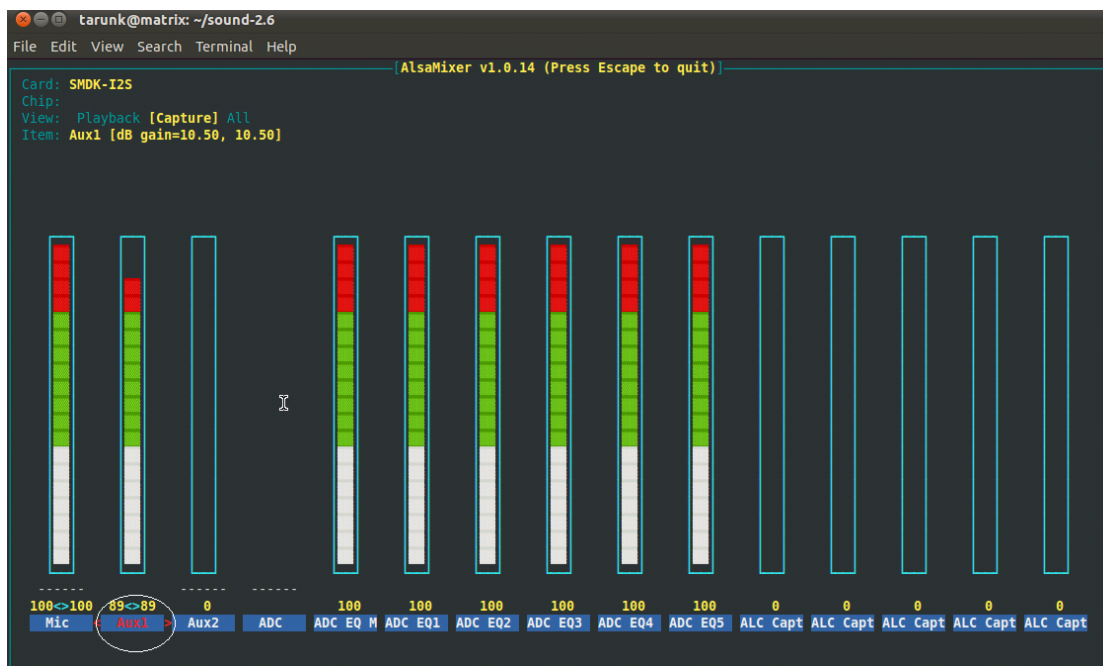 tarunk@matrix: ~/sound-2.6
File Edit View Search Terminal Help
[AlsaMixer v1.0.14 (Press Escape to quit)]
Card: SMDK-I2S
Chip:
View: Playback [Capture] All
Item: Aux1 [dB gain=10.50, 10.50]
------ ------ ------
100<>100 89<>89 0 100 100 100 100 100 100 0 0 0 0 0
Mic < Aux1 > Aux2 ADC ADC EQ M ADC EQ1 ADC EQ2 ADC EQ3 ADC EQ4 ADC EQ5 ALC Capt ALC Capt ALC Capt ALC Capt ALC Capt